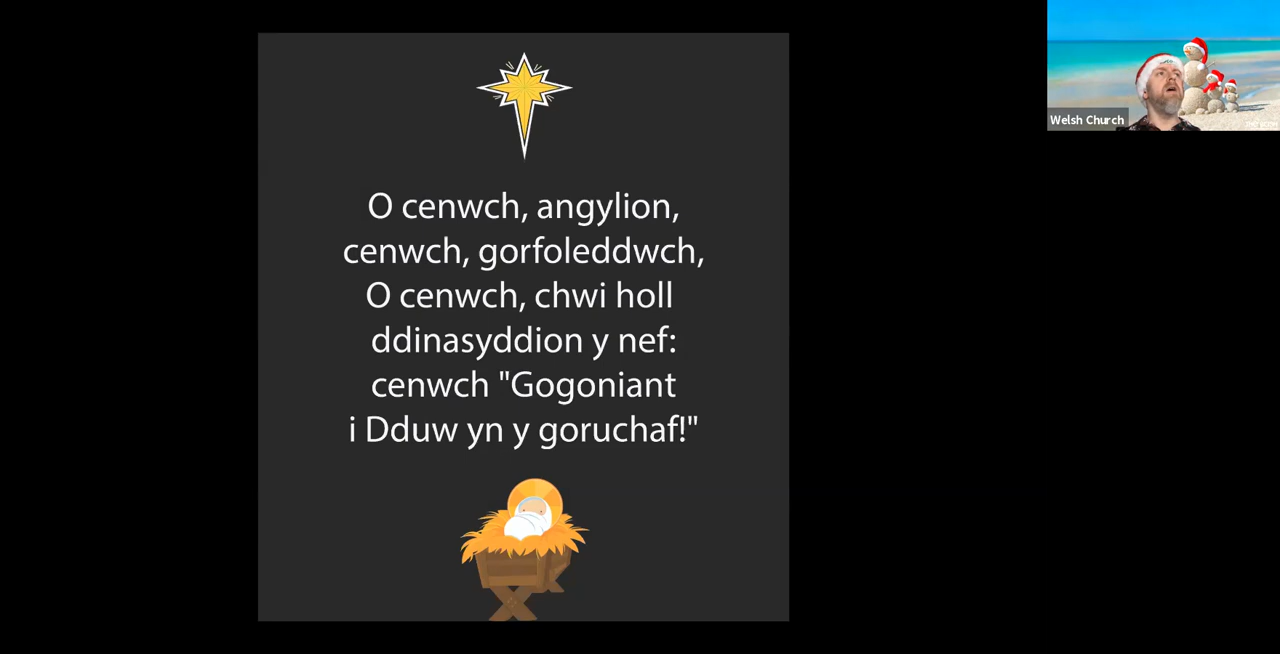 O cenwch, angylion,
cenwch, gorfoleddwch,
O cenwch, chwi holl
ddinasyddion y nef:
cenwch "Gogoniant
i Dduw yn y goruchaf!"
Welsh Church